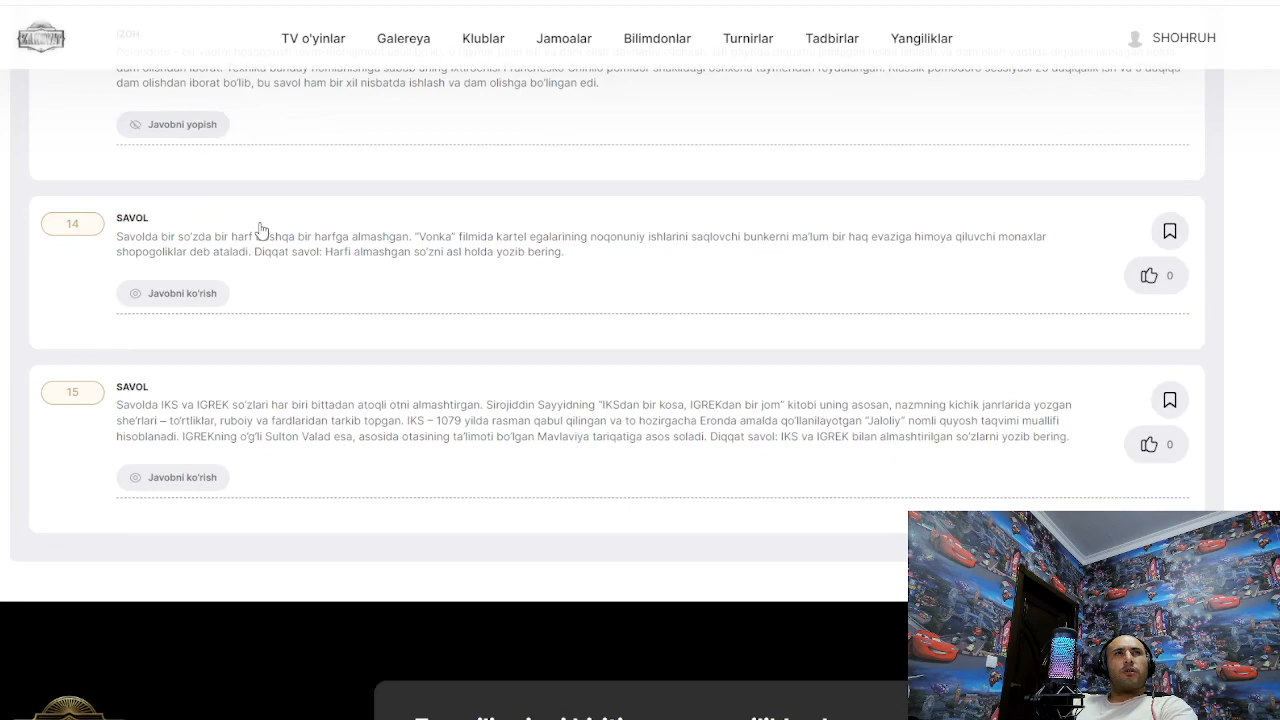 ZAKOVAT
TV o'yinlar
Galereya
Klublar
Jamoalar
Bilimdonlar
Turnirlar
Tadbirlar
Yangiliklar
SHOHRUH
IZOH
dam olishdan iborat bo'lib, bu savol ham bir xil nisbatda ishlash va dam olishga bo'lingan edi.
Javobni yopish
14
SAVOL
Savolda bir so'zda bir harf boshqa bir harfga almashgan. "Vonka" filmida kartel egalarining noqonuniy ishlarini saqlovchi bunkerni ma'lum bir haq evaziga himoya qiluvchi monaxlar
shopogoliklar deb ataladi. Diqqat savol: Harfi almashgan so'zni asl holda yozib bering.
0
Javobni ko'rish
15
SAVOL
Savolda IKS va IGREK so'zlari har biri bittadan atoqli otni almashtirgan. Sirojiddin Sayyidning "IKSdan bir kosa, IGREKdan bir jom" kitobi uning asosan, nazmning kichik janrlarida yozgan
she'rlari – to'rtliklar, ruboiy va fardlaridan tarkib topgan. IKS – 1079 yilda rasman qabul qilingan va to hozirgacha Eronda amalda qo'llanilayotgan "Jaloliy" nomli quyosh taqvimi muallifi
hisoblanadi. IGREKning o'g'li Sulton Valad esa, asosida otasining ta'limoti bo'lgan Mavlaviya tariqatiga asos soladi. Diqqat savol: IKS va IGREK bilan almashtirilgan so'zlarni yozib bering.
0
Javobni ko'rish